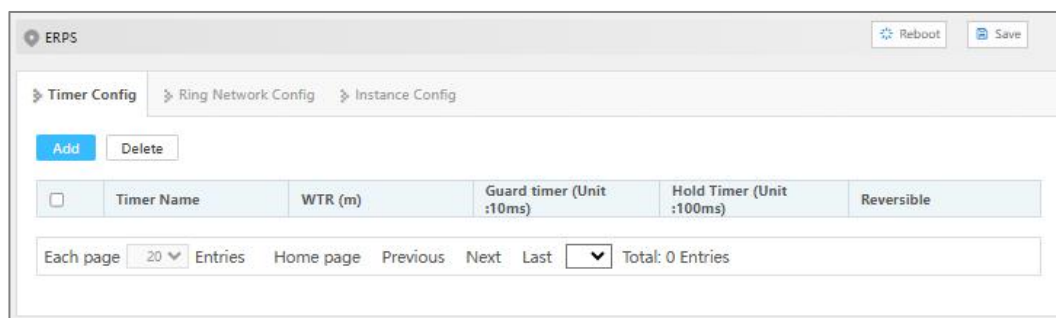 ERPS Reboot Save
Timer Config Ring Network Config Instance Config
Add Delete
Timer Name WTR (m) Guard timer (Unit Hold Timer (Unit Reversible
:10ms) :100ms)
Each page 20 Entries Home page Previous Next Last Total: 0 Entries